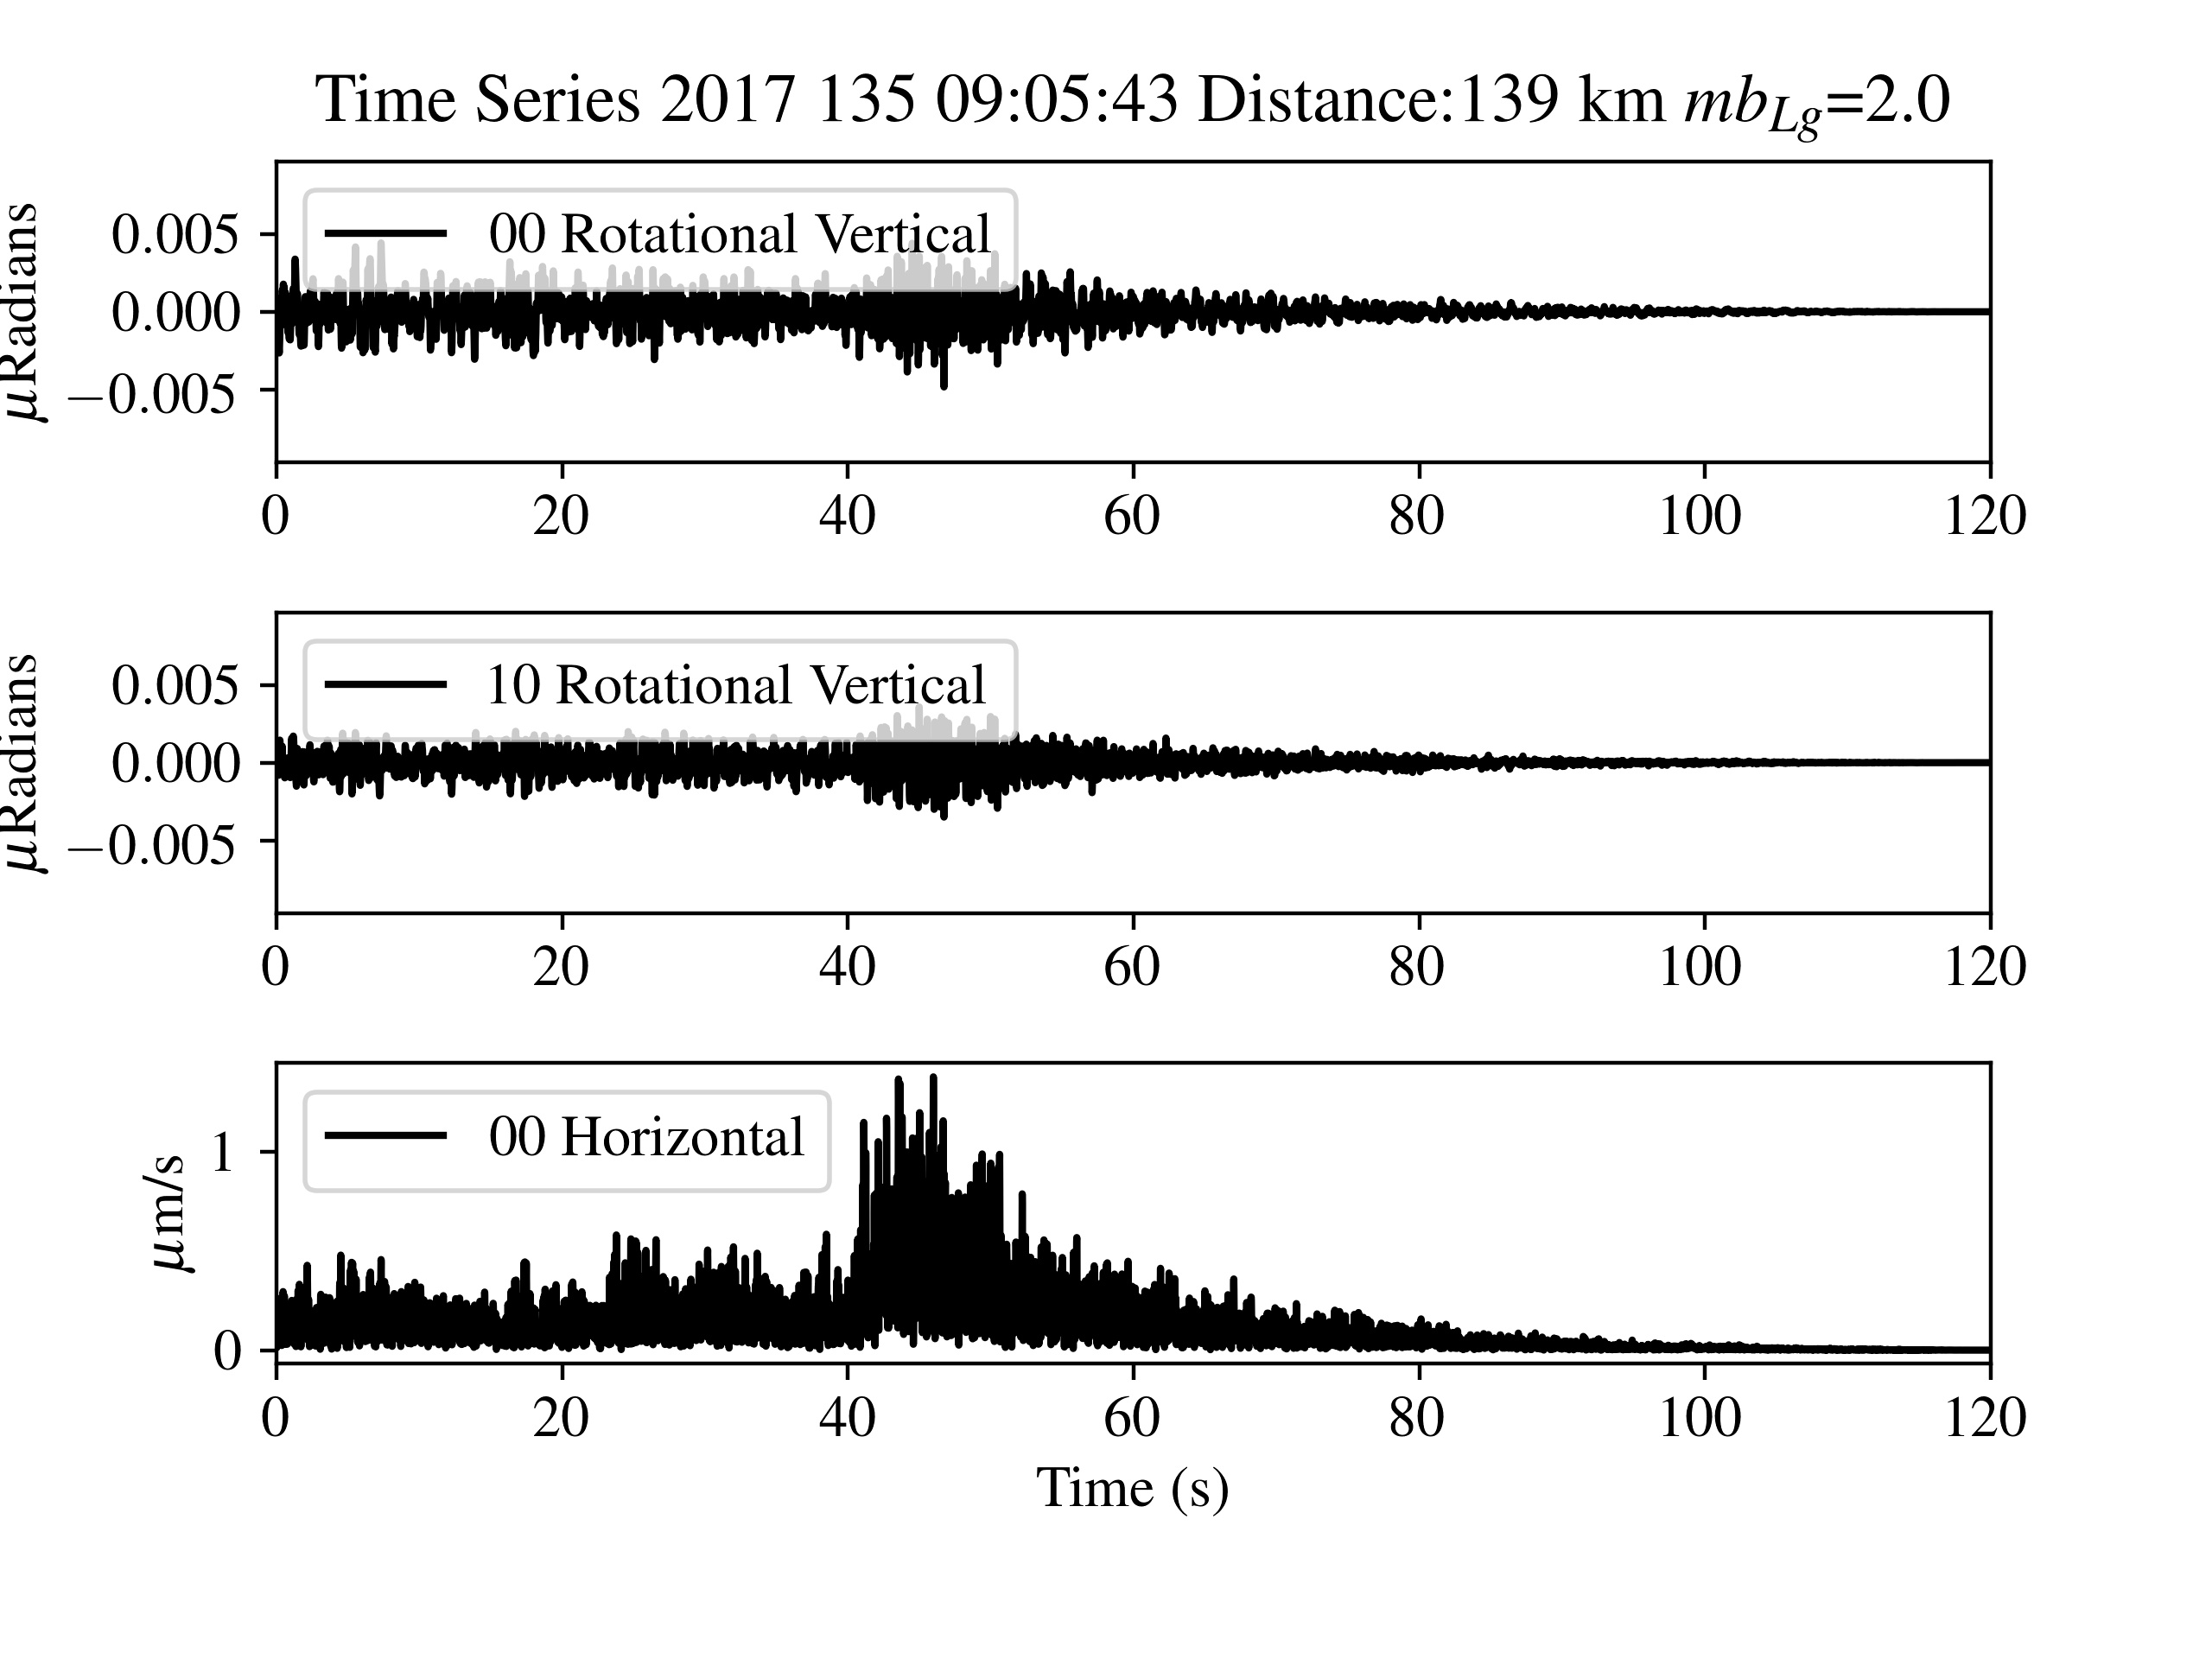 Time Series 2017 135 09:05:43 Distance:139 km mb_Lg=2.0
μRadians
0.005
0.000
−0.005
00 Rotational Vertical
0 20 40 60 80 100 120
μRadians
0.005
0.000
−0.005
10 Rotational Vertical
0 20 40 60 80 100 120
μm/s
1
0
00 Horizontal
0 20 40 60 80 100 120
Time (s)